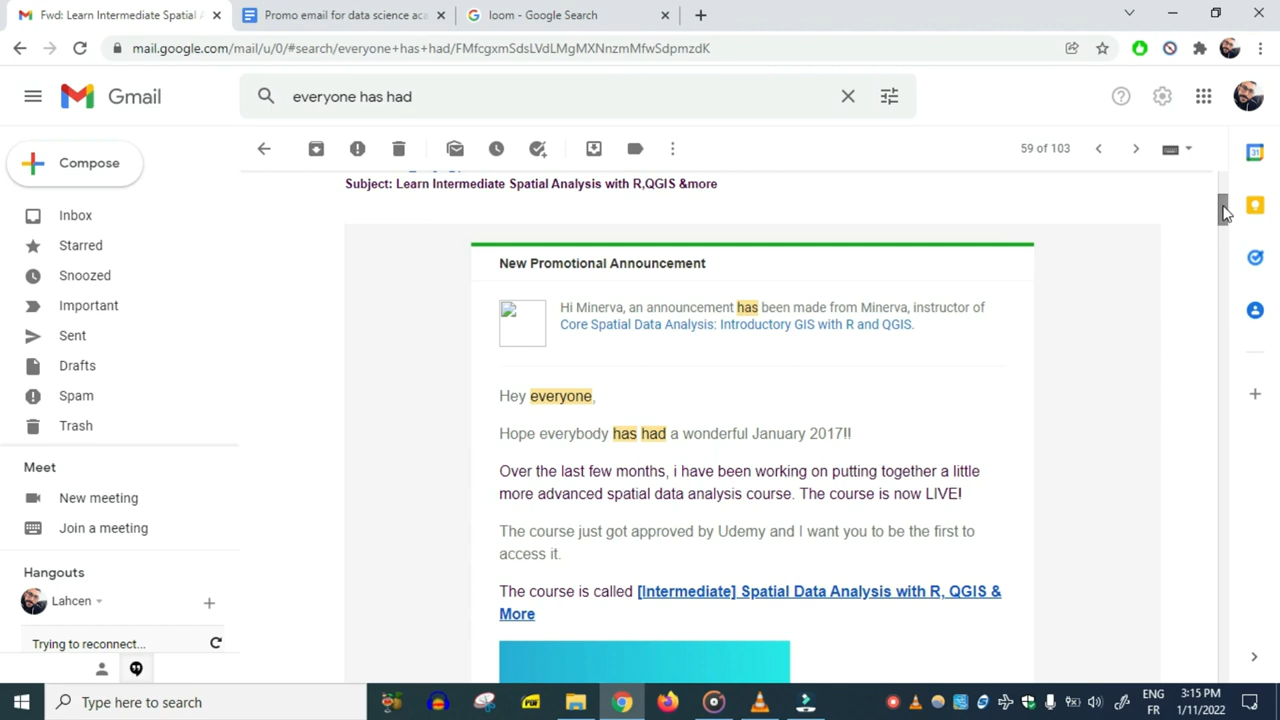 Fwd: Learn Intermediate Spatial A
Promo email for data science aca
loom - Google Search
mail.google.com/mail/u/0/#search/everyone+has+had/FMfcgxmSdsLVdLMgMXNnzmMfwSdpmzdK
Gmail
everyone has had
Compose
59 of 103
Inbox
Starred
Snoozed
Important
Sent
Drafts
Spam
Trash
Meet
New meeting
Join a meeting
Hangouts
Lahcen
Trying to reconnect...
Subject: Learn Intermediate Spatial Analysis with R,QGIS &more
New Promotional Announcement
Hi Minerva, an announcement has been made from Minerva, instructor of
Core Spatial Data Analysis: Introductory GIS with R and QGIS.
Hey everyone,
Hope everybody has had a wonderful January 2017!!
Over the last few months, i have been working on putting together a little
more advanced spatial data analysis course. The course is now LIVE!
The course just got approved by Udemy and I want you to be the first to
access it.
The course is called [Intermediate] Spatial Data Analysis with R, QGIS &
More
Type here to search
ENG
FR
3:15 PM
1/11/2022